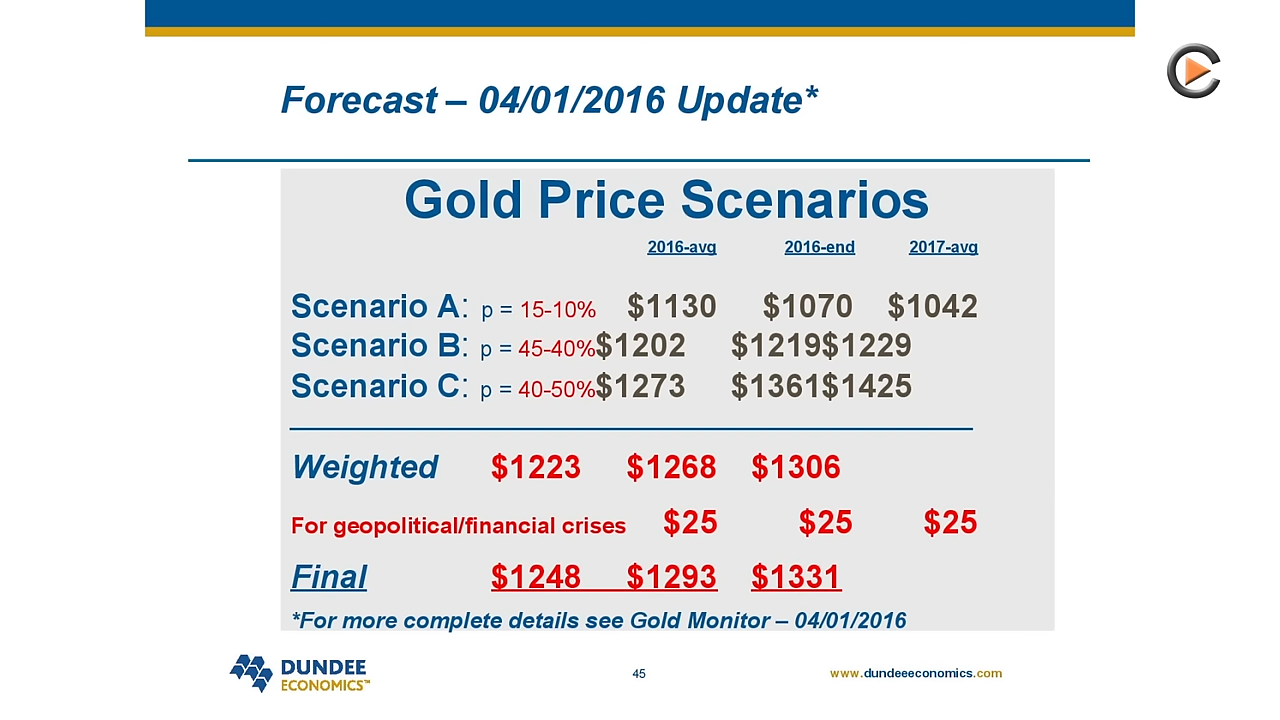 Forecast – 04/01/2016 Update*
Gold Price Scenarios
2016-avg 2016-end 2017-avg
Scenario A: p = 15-10% $1130 $1070 $1042
Scenario B: p = 45-40%$1202 $1219$1229
Scenario C: p = 40-50%$1273 $1361$1425
Weighted $1223 $1268 $1306
For geopolitical/financial crises $25 $25 $25
Final $1248 $1293 $1331
*For more complete details see Gold Monitor – 04/01/2016
DUNDEE
ECONOMICS™
45
www.dundeeeconomics.com